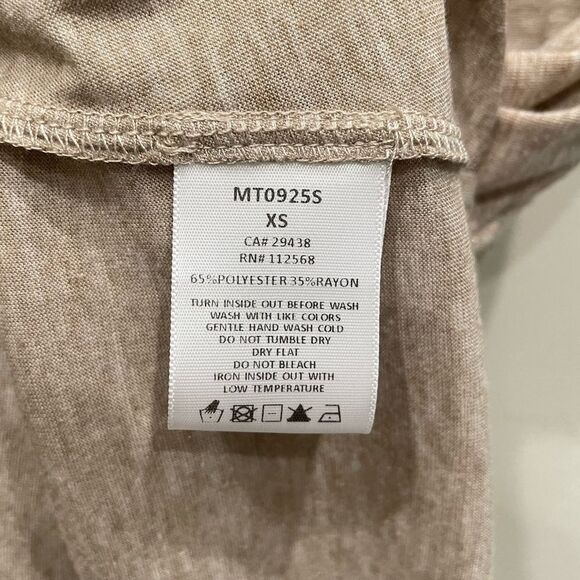 MT0925S
XS
CA# 29438
RN# 112568
65%POLYESTER 35%RAYON
TURN INSIDE OUT BEFORE WASH
WASH WITH LIKE COLORS
GENTLE HAND WASH COLD
DO NOT TUMBLE DRY
DRY FLAT
DO NOT BLEACH
IRON INSIDE OUT WITH
LOW TEMPERATURE